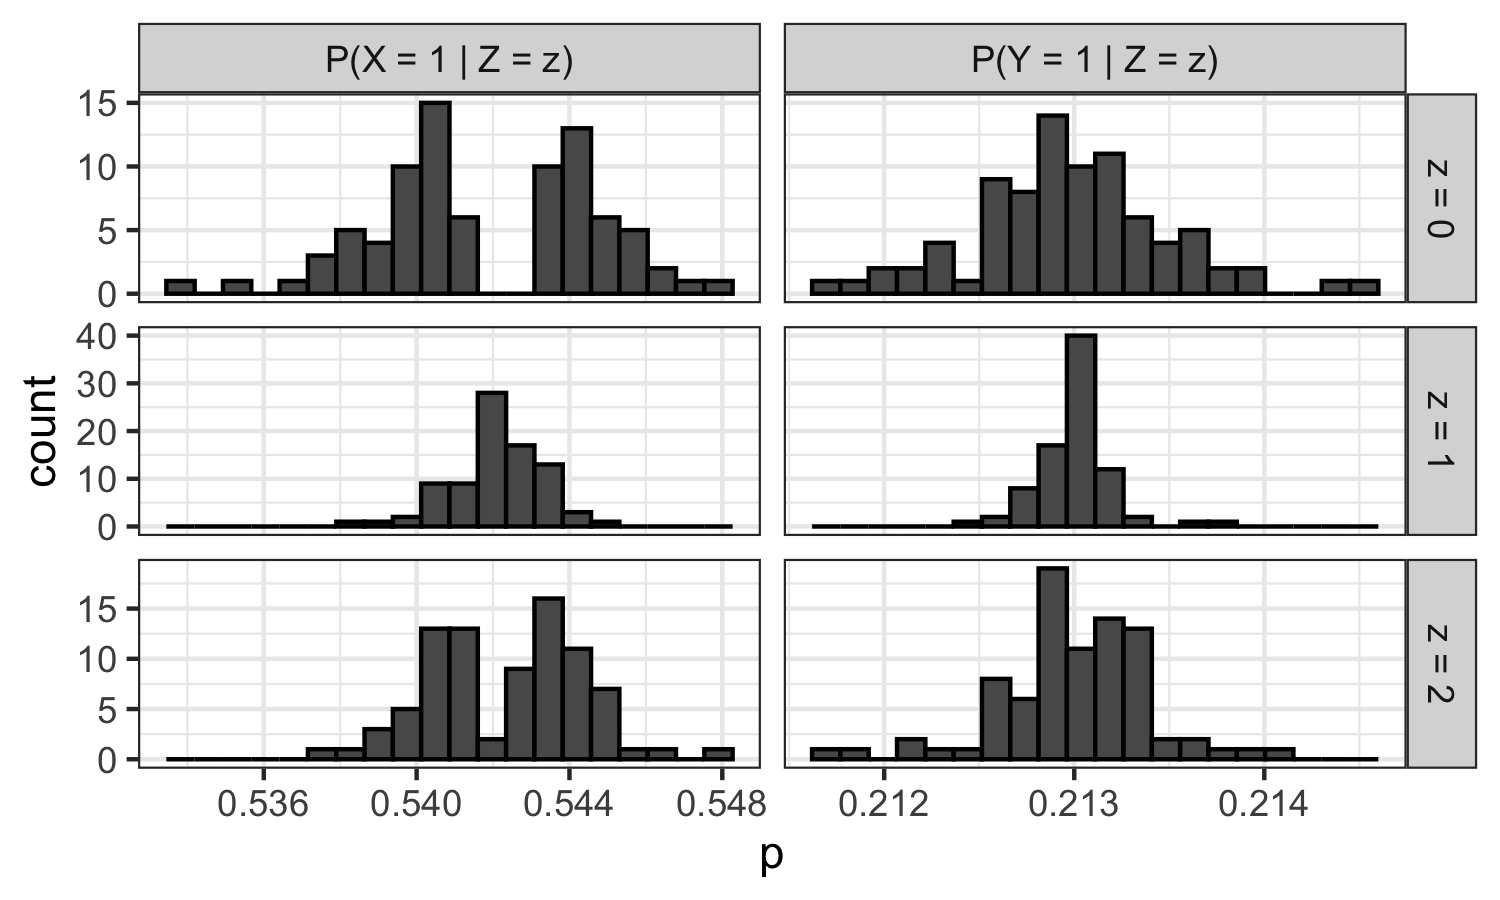 P(X = 1 | Z = z)
P(Y = 1 | Z = z)
15
10
5
0
z = 0
40
30
20
10
0
z = 1
15
10
5
0
z = 2
count
0.536
0.540
0.544
0.548
0.212
0.213
0.214
p